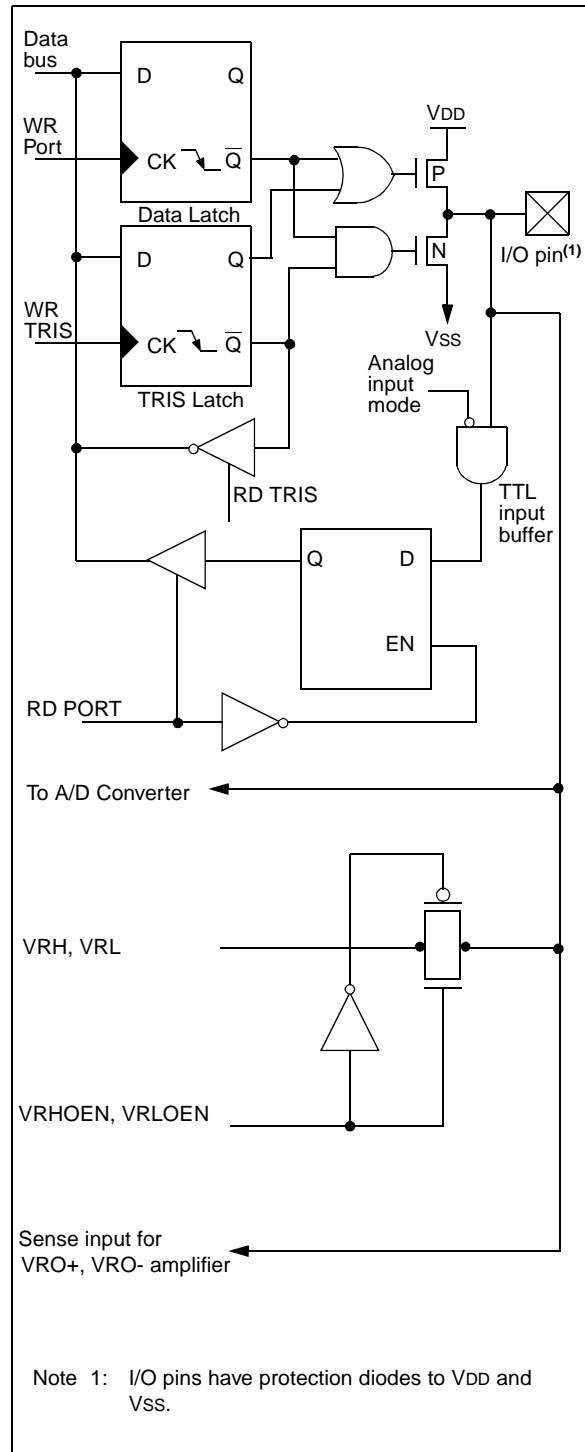 Data
bus
D
Q
WR
Port
CK
Q̅
Data Latch
VDD
P
I/O pin(1)
D
Q
N
WR
TRIS
CK
Q̅
TRIS Latch
VSS
Analog
input
mode
RD TRIS
TTL
input
buffer
Q
D
EN
RD PORT
To A/D Converter
VRH, VRL
VRHOEN, VRLOEN
Sense input for
VRO+, VRO- amplifier
Note 1: I/O pins have protection diodes to VDD and
VSS.